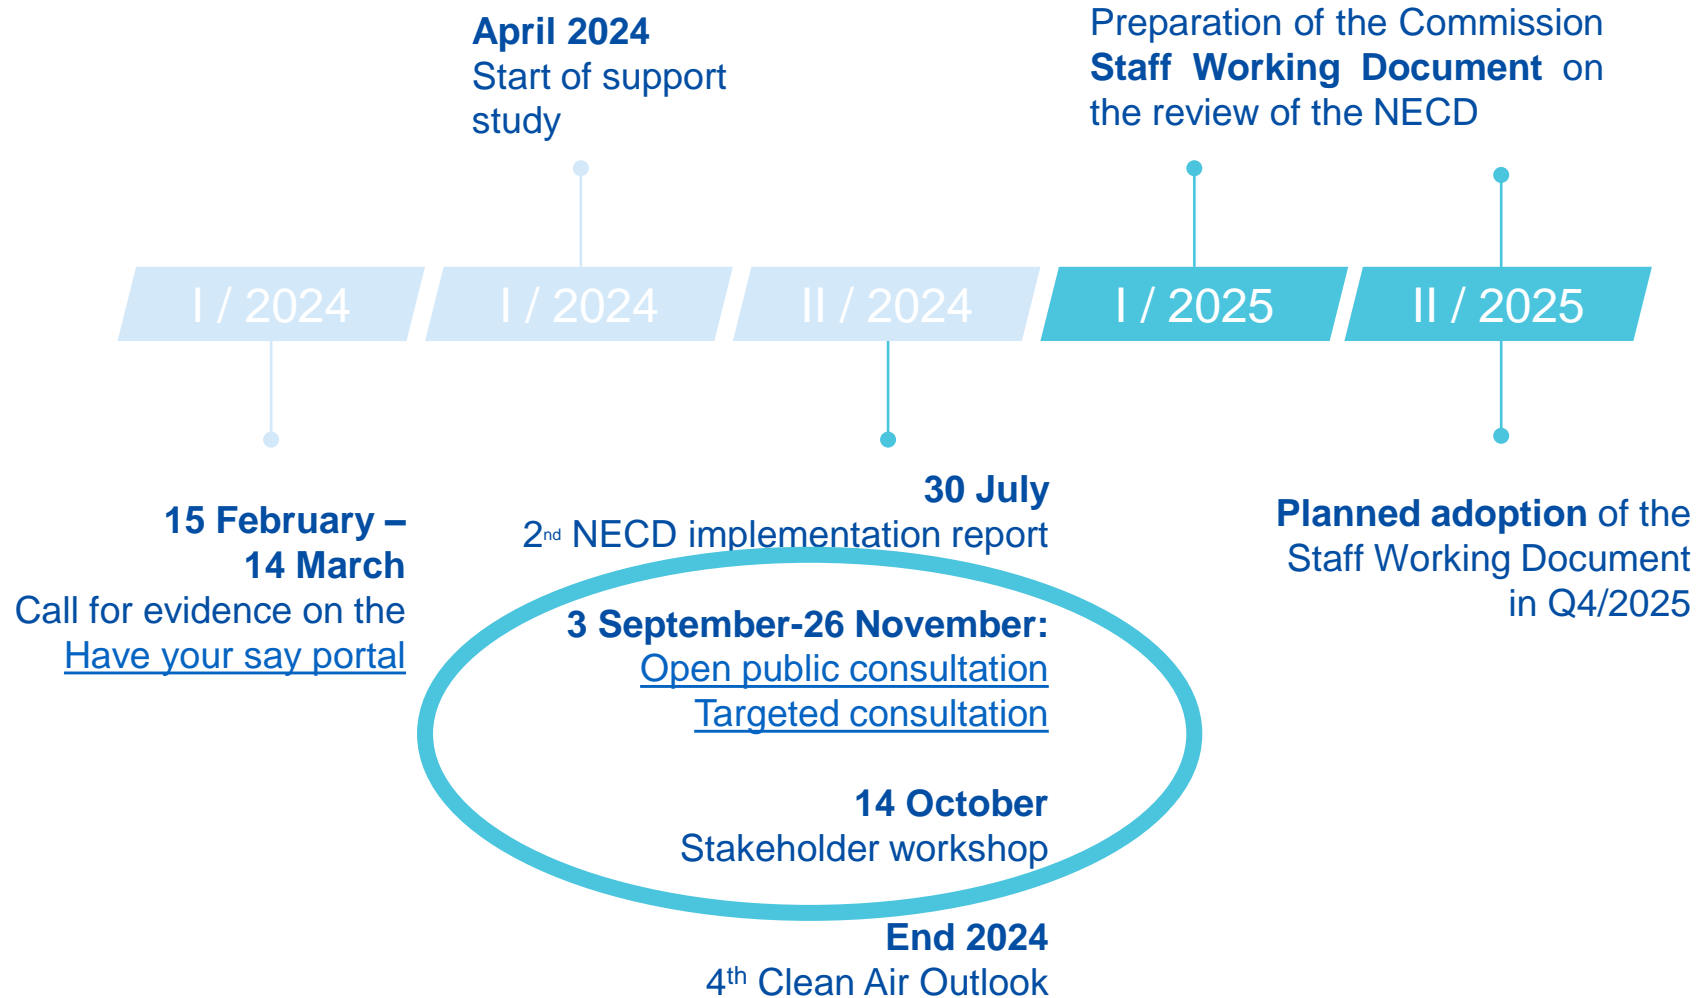 April 2024
Start of support
study
Preparation of the Commission
Staff Working Document on
the review of the NECD
I / 2024
I / 2024
II / 2024
I / 2025
II / 2025
15 February –
14 March
Call for evidence on the
Have your say portal
30 July
2nd NECD implementation report
3 September-26 November:
Open public consultation
Targeted consultation
14 October
Stakeholder workshop
End 2024
4th Clean Air Outlook
Planned adoption of the
Staff Working Document
in Q4/2025